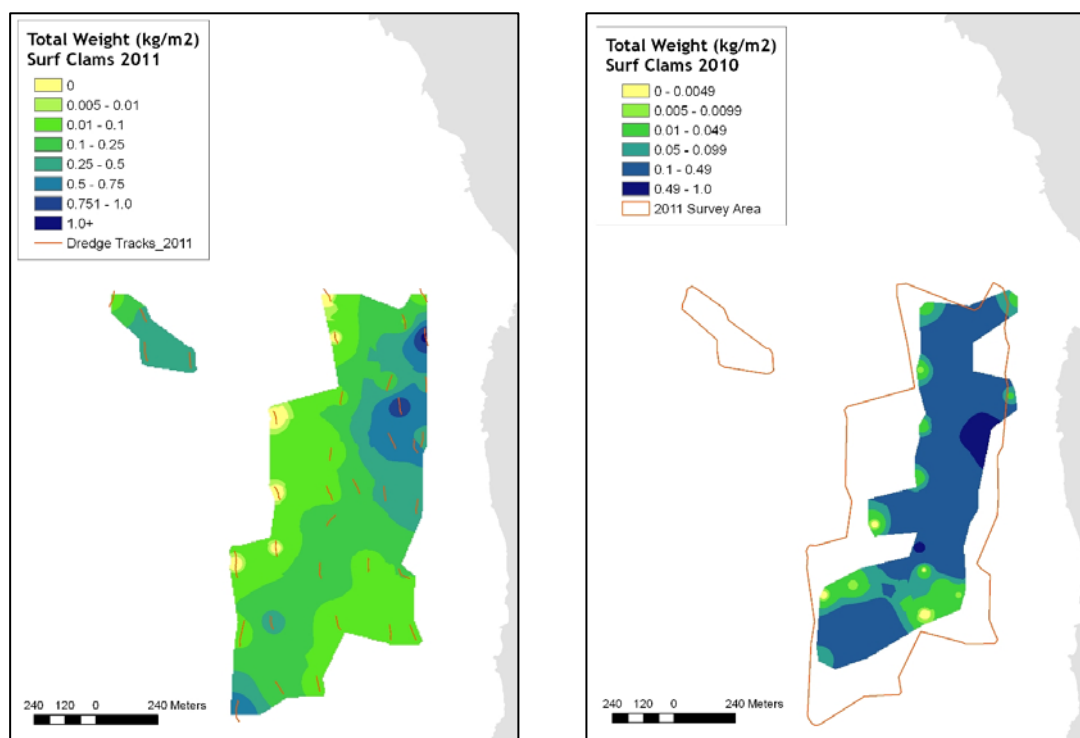 Total Weight (kg/m2)
Surf Clams 2011
0
0.005 - 0.01
0.01 - 0.1
0.1 - 0.25
0.25 - 0.5
0.5 - 0.75
0.751 - 1.0
1.0+
Dredge Tracks_2011
240 120 0 240 Meters
Total Weight (kg/m2)
Surf Clams 2010
0 - 0.0049
0.005 - 0.0099
0.01 - 0.049
0.05 - 0.099
0.1 - 0.49
0.49 - 1.0
2011 Survey Area
240 120 0 240 Meters